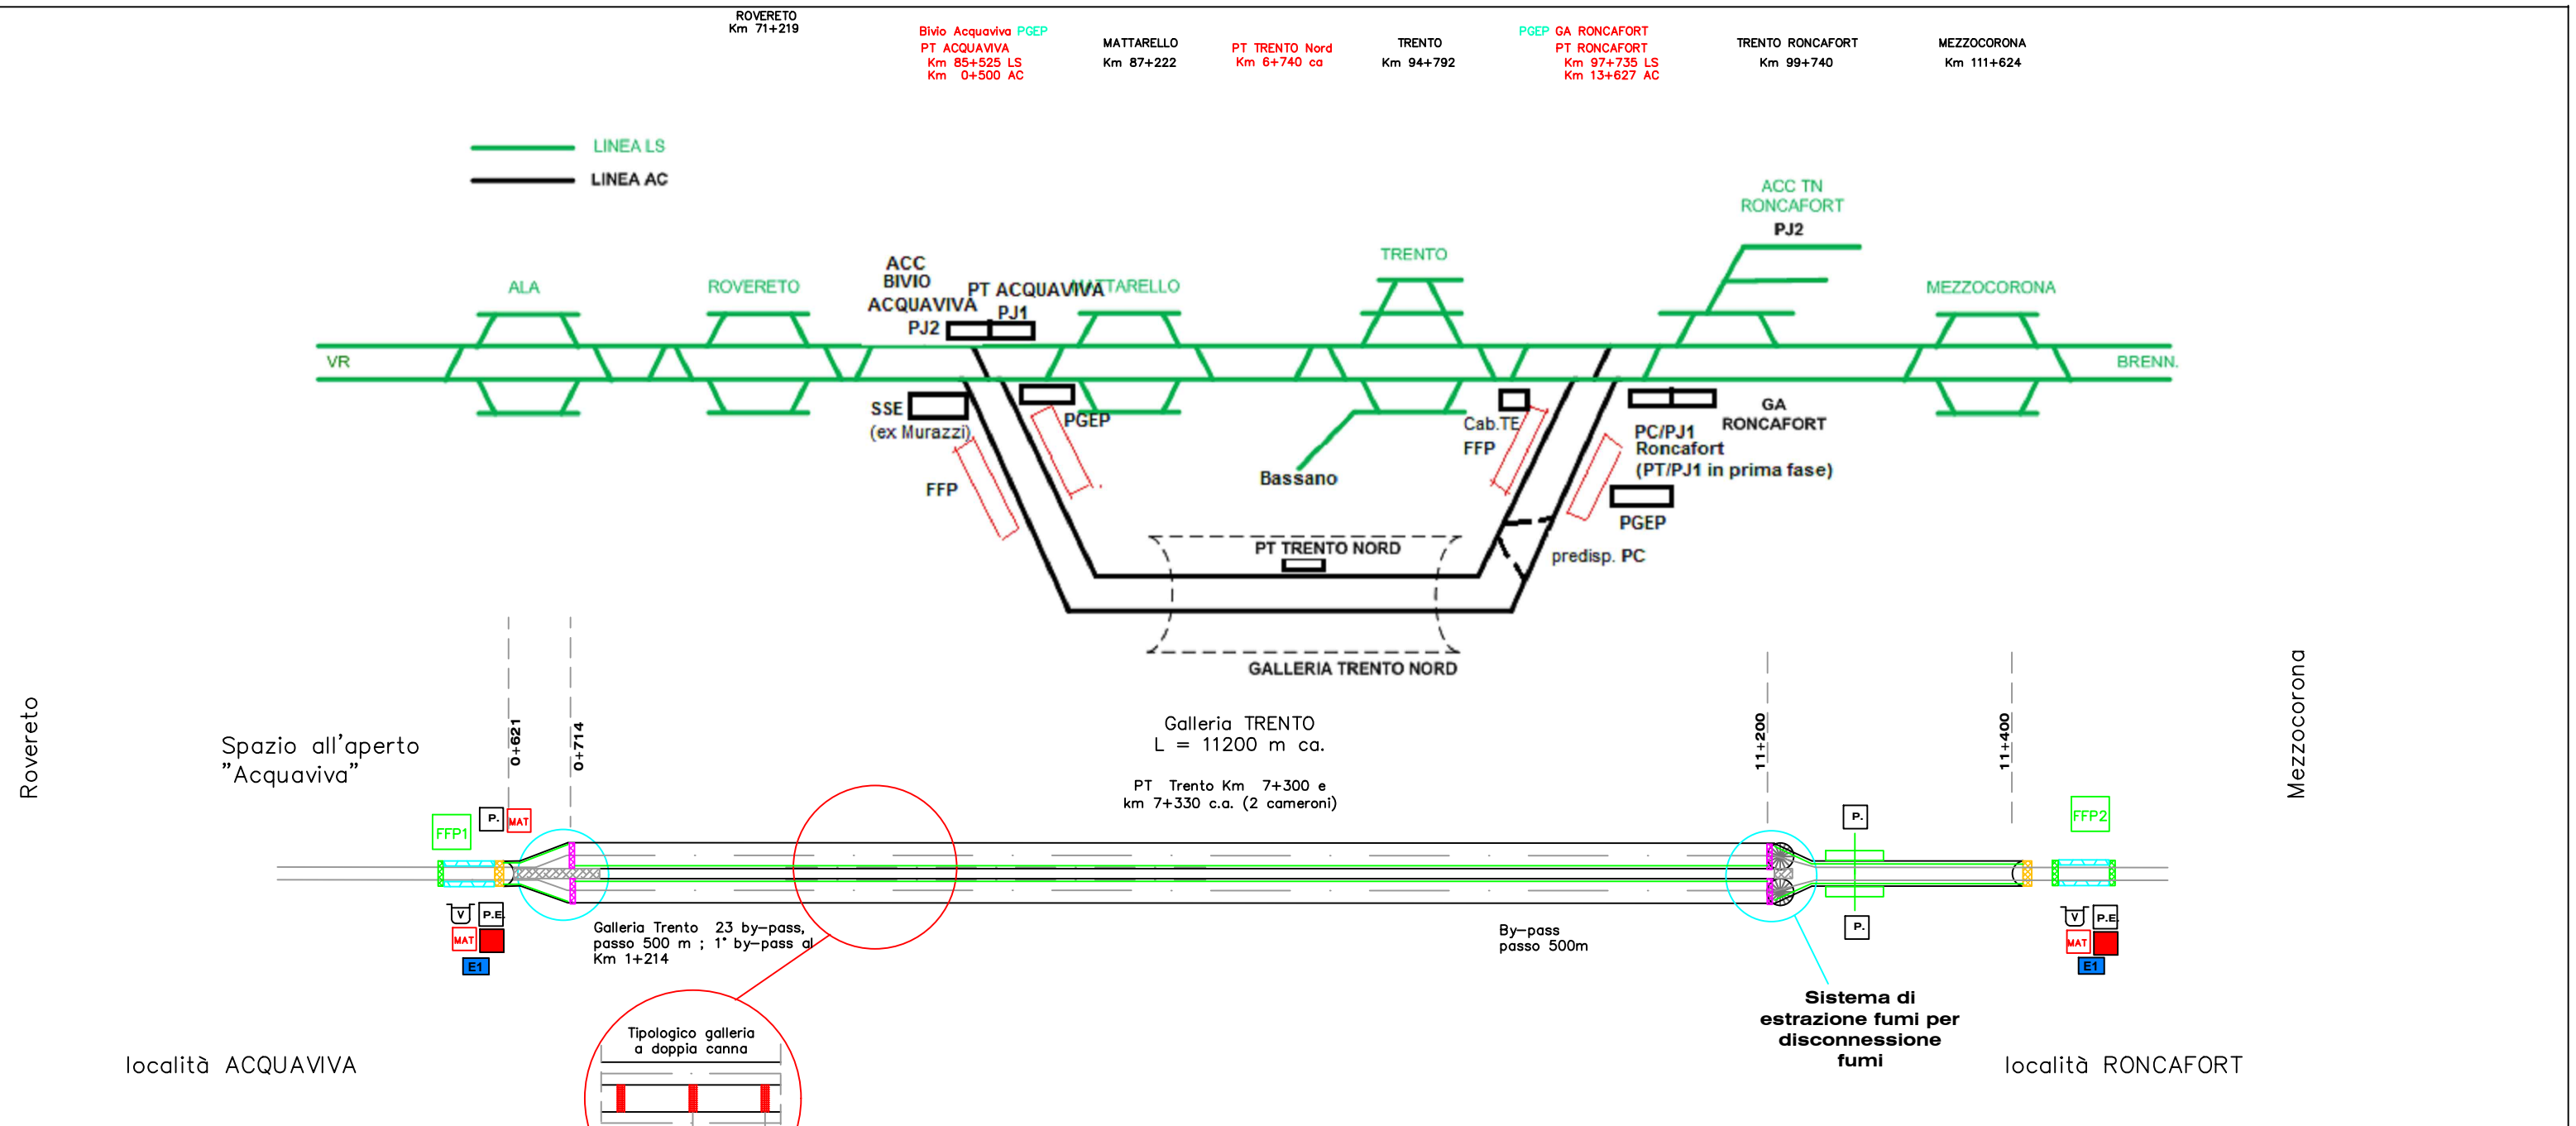 ROVERETO
Km 71+219
Bivio Acquaviva PGEP
PT ACQUAVIVA
Km 85+525 LS
Km 0+500 AC
MATTARELLO
Km 87+222
PT TRENTO Nord
Km 6+740 ca
TRENTO
Km 94+792
PGEP GA RONCAFORT
PT RONCAFORT
Km 97+735 LS
Km 13+627 AC
TRENTO RONCAFORT
Km 99+740
MEZZOCORONA
Km 111+624
LINEA LS
LINEA AC
ACC TN
RONCAFORT
PJ2
ALA
ROVERETO
ACC
BIVIO
ACQUAVIVA
PJ2
PT ACQUAVIVA
PJ1
MATTARELLO
TRENTO
MEZZOCORONA
VR
BRENN.
SSE
(ex Murazzi)
PGEP
FFP
Bassano
Cab.TE
FFP
PC/PJ1
Roncafort
(PT/PJ1 in prima fase)
GA
RONCAFORT
PGEP
predisp. PC
PT TRENTO NORD
GALLERIA TRENTO NORD
Rovereto
Mezzocorona
Spazio all'aperto
"Acquaviva"
0+621
0+714
Galleria TRENTO
L = 11200 m ca.
PT Trento Km 7+300 e
km 7+330 c.a. (2 cameroni)
11+200
11+400
FFP1
P.
MAT
P.
FFP2
V
P.E.
MAT
E1
Galleria Trento 23 by-pass,
passo 500 m ; 1° by-pass al
Km 1+214
By-pass
passo 500m
P.
V
P.E.
MAT
E1
Sistema di
estrazione fumi per
disconnessione
fumi
Tipologico galleria
a doppia canna
località ACQUAVIVA
località RONCAFORT